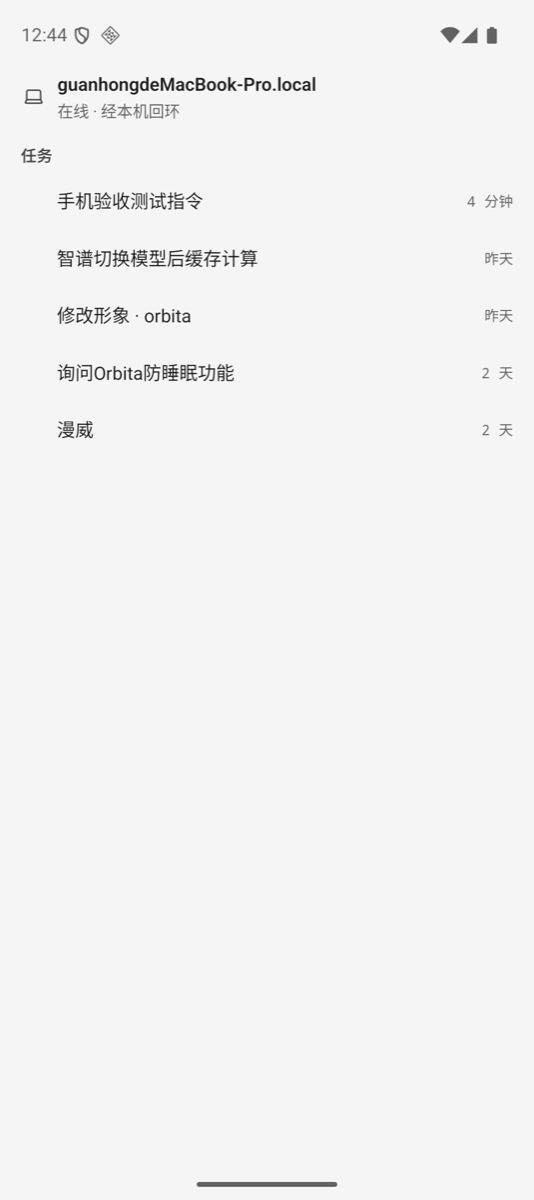 12:44
guanhongdeMacBook-Pro.local
在线 · 经本机回环
任务
手机验收测试指令 4 分钟
智谱切换模型后缓存计算 昨天
修改形象 · orbita 昨天
询问Orbita防睡眠功能 2 天
漫威 2 天